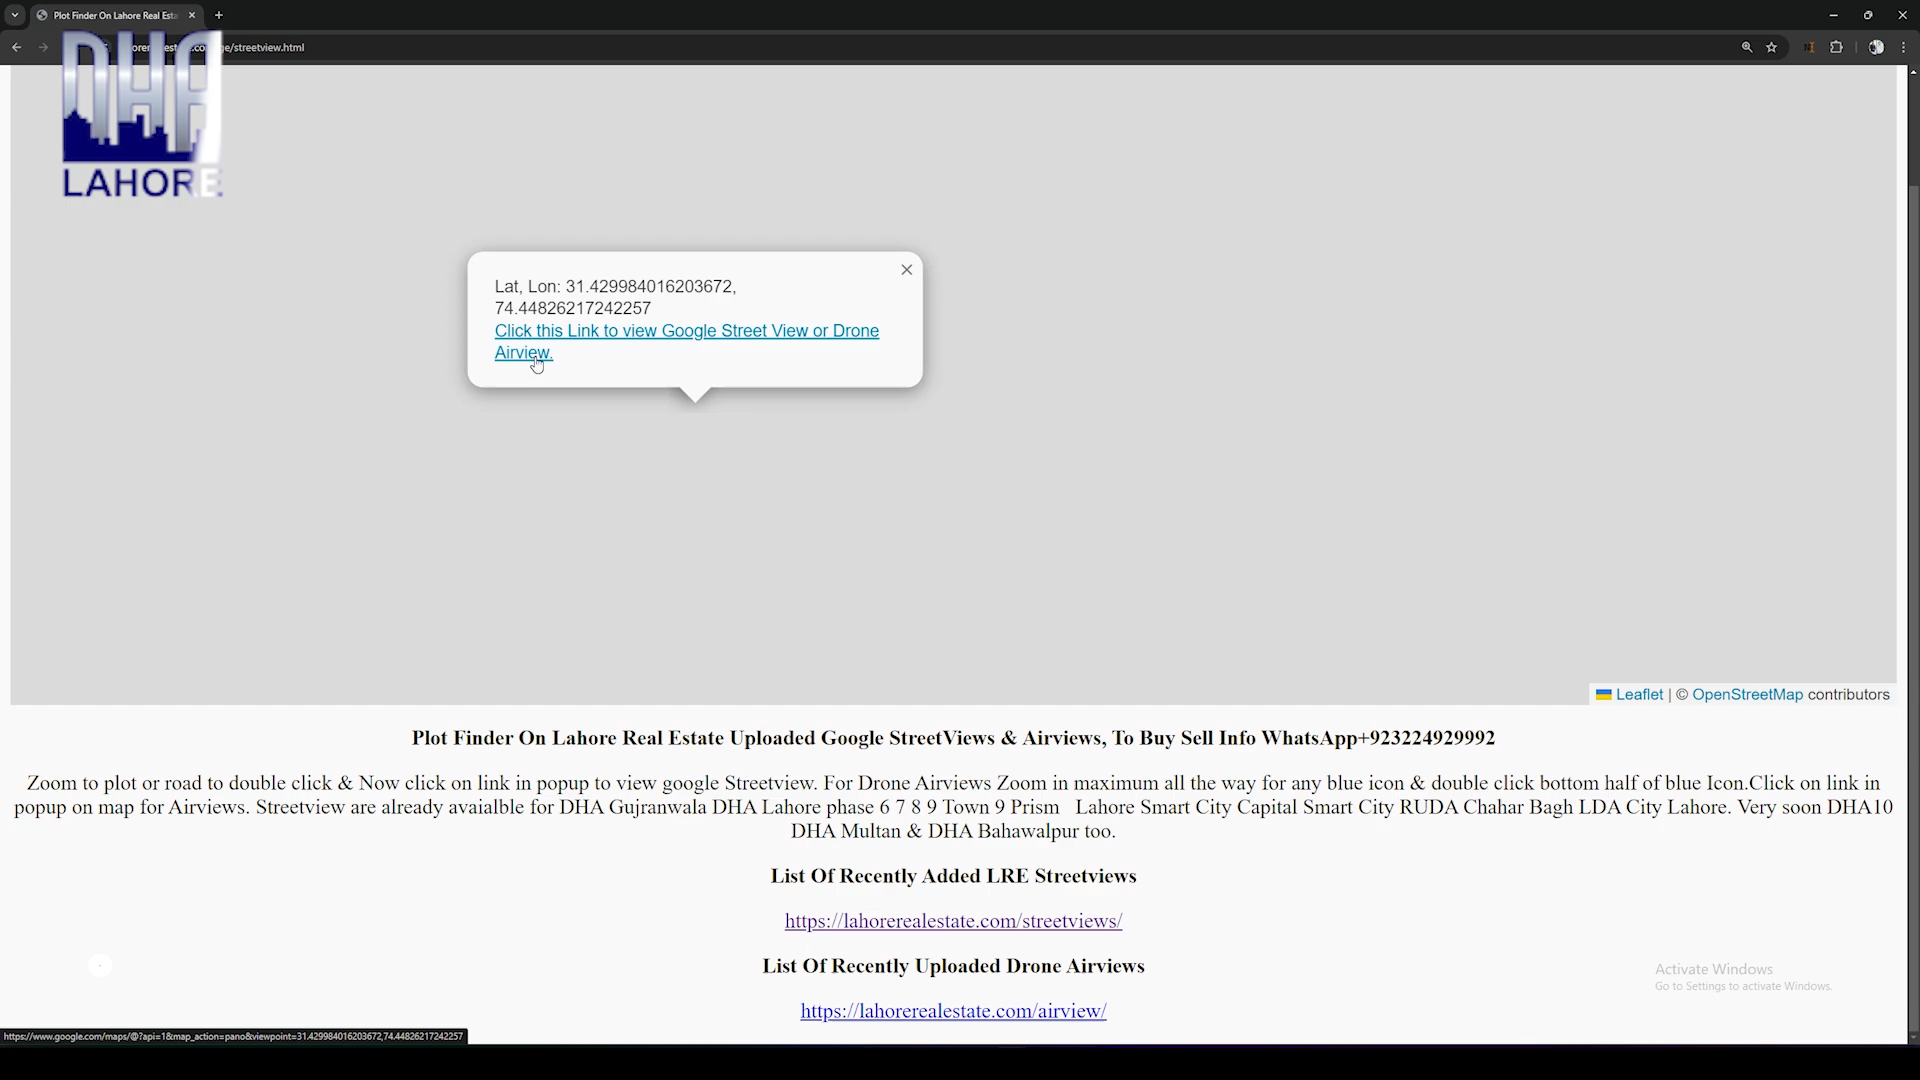 Plot Finder On Lahore Real Esta
e/streetview.html
DHA
LAHORE
Lat, Lon: 31.429984016203672,
74.44826217242257
Click this Link to view Google Street View or Drone
Airview.
Leaflet | © OpenStreetMap contributors
Plot Finder On Lahore Real Estate Uploaded Google StreetViews & Airviews, To Buy Sell Info WhatsApp+923224929992
Zoom to plot or road to double click & Now click on link in popup to view google Streetview. For Drone Airviews Zoom in maximum all the way for any blue icon & double click bottom half of blue Icon.Click on link in
popup on map for Airviews. Streetview are already avaialble for DHA Gujranwala DHA Lahore phase 6 7 8 9 Town 9 Prism Lahore Smart City Capital Smart City RUDA Chahar Bagh LDA City Lahore. Very soon DHA10
DHA Multan & DHA Bahawalpur too.
List Of Recently Added LRE Streetviews
https://lahorerealestate.com/streetviews/
List Of Recently Uploaded Drone Airviews
https://lahorerealestate.com/airview/
Activate Windows
Go to Settings to activate Windows.
https://www.google.com/maps/@?api=1&map_action=pano&viewpoint=31.429984016203672,74.44826217242257